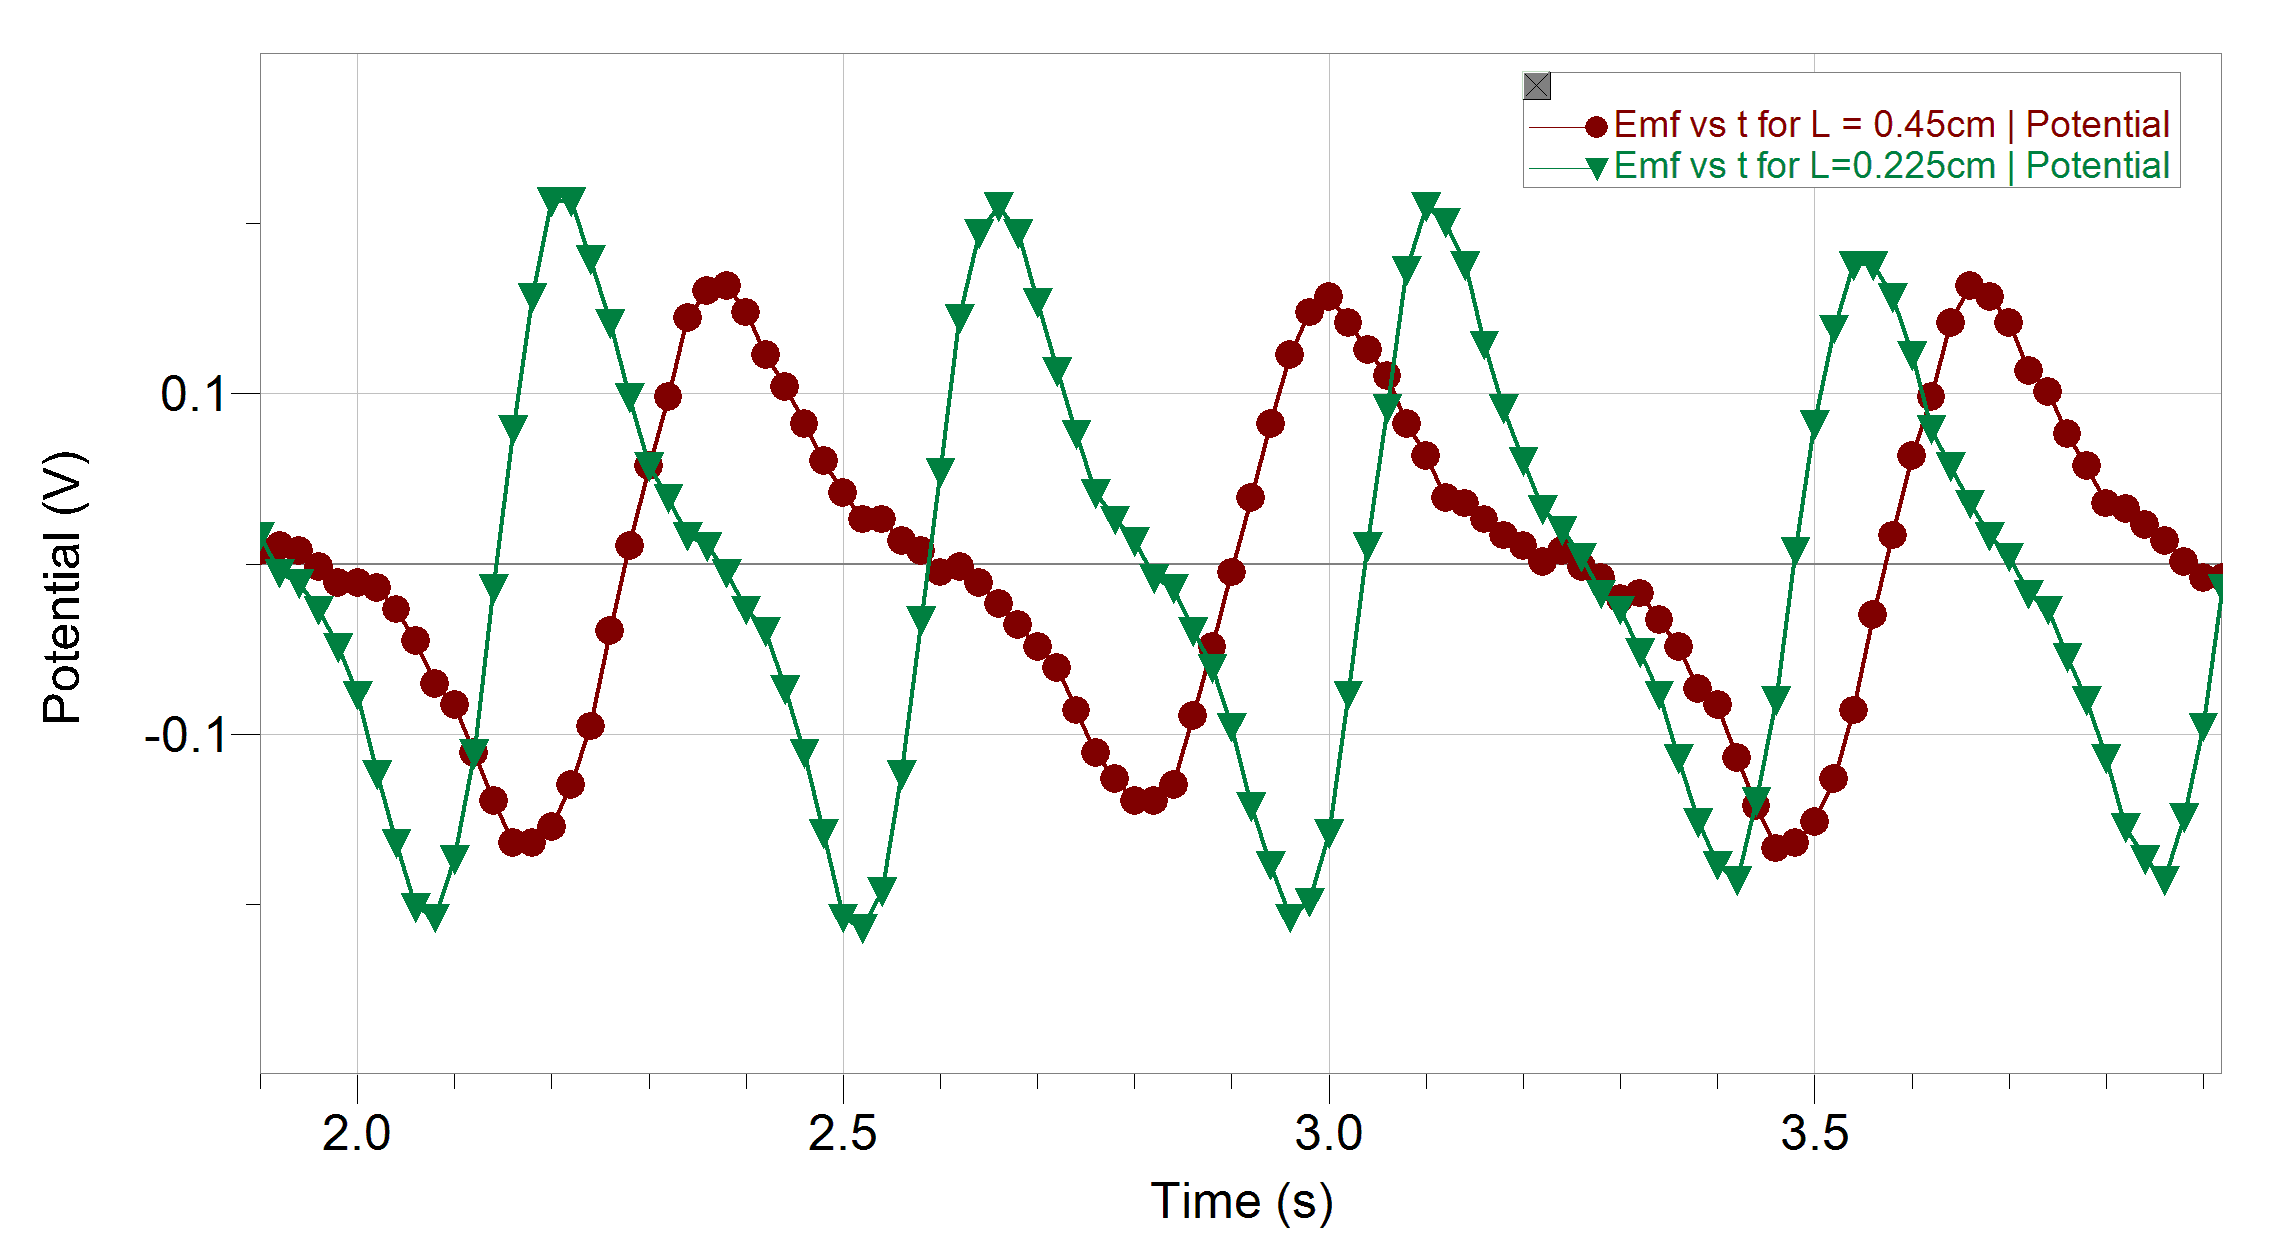 Emf vs t for L = 0.45cm | Potential
Emf vs t for L=0.225cm | Potential
0.1
-0.1
Potential (V)
2.0 2.5 3.0 3.5
Time (s)